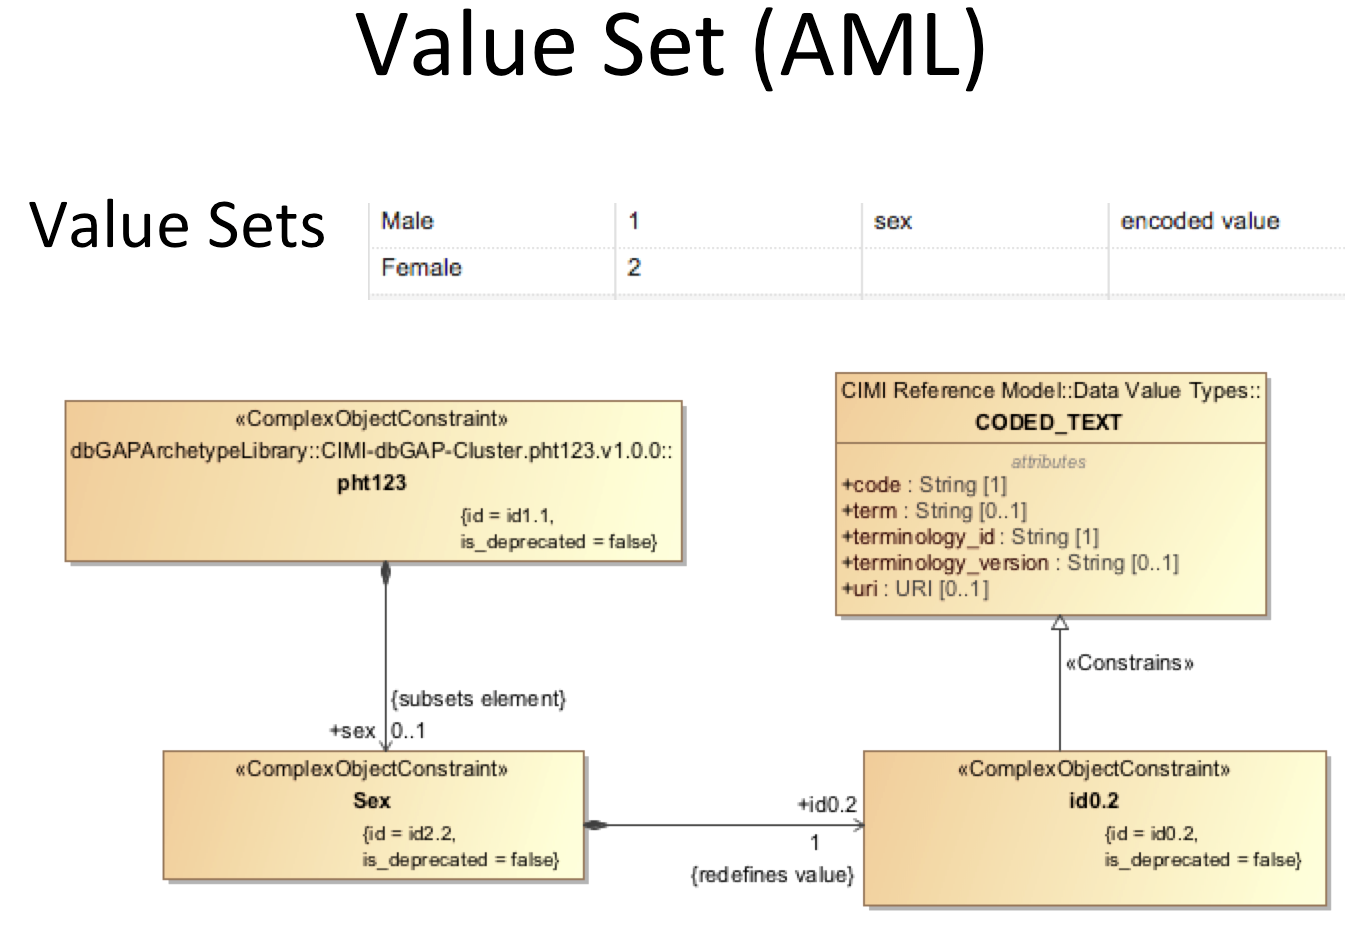 Value Set (AML)
Value Sets
Male 1 sex encoded value
Female 2
«ComplexObjectConstraint»
dbGAPArchetypeLibrary::CIMI-dbGAP-Cluster.pht123.v1.0.0::
pht123
{id = id1.1,
is_deprecated = false}
CIMI Reference Model::Data Value Types::
CODED_TEXT
attributes
+code : String [1]
+term : String [0..1]
+terminology_id : String [1]
+terminology_version : String [0..1]
+uri : URI [0..1]
«Constrains»
{subsets element}
+sex 0..1
«ComplexObjectConstraint»
Sex
{id = id2.2,
is_deprecated = false}
+id0.2
1
{redefines value}
«ComplexObjectConstraint»
id0.2
{id = id0.2,
is_deprecated = false}